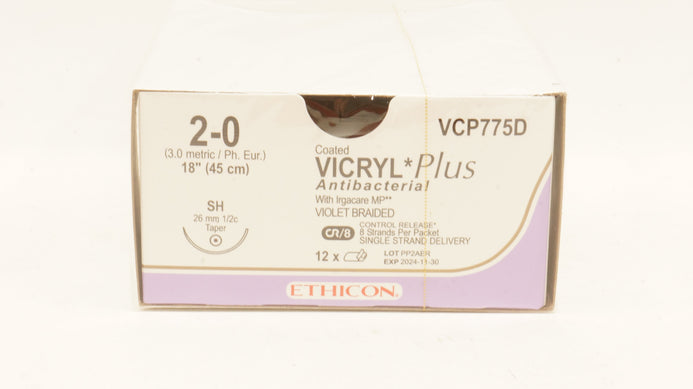 2-0
(3.0 metric / Ph. Eur.)
18" (45 cm)
SH
26 mm 1/2c
Taper
VCP775D
Coated
VICRYL* Plus
Antibacterial
With Irgacare MP**
VIOLET BRAIDED
CR/8
CONTROL RELEASE*
8 Strands Per Packet
SINGLE STRAND DELIVERY
12 x
LOT PP2AER
EXP 2024-11-30
ETHICON